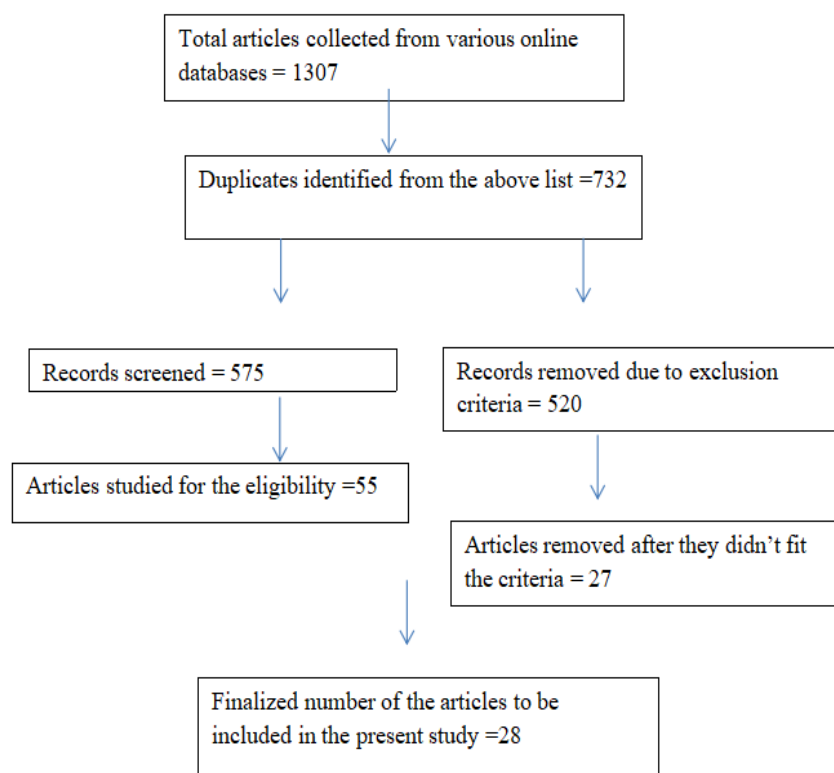 Total articles collected from various online
databases = 1307
Duplicates identified from the above list =732
Records screened = 575
Records removed due to exclusion
criteria = 520
Articles studied for the eligibility =55
Articles removed after they didn’t fit
the criteria = 27
Finalized number of the articles to be
included in the present study =28